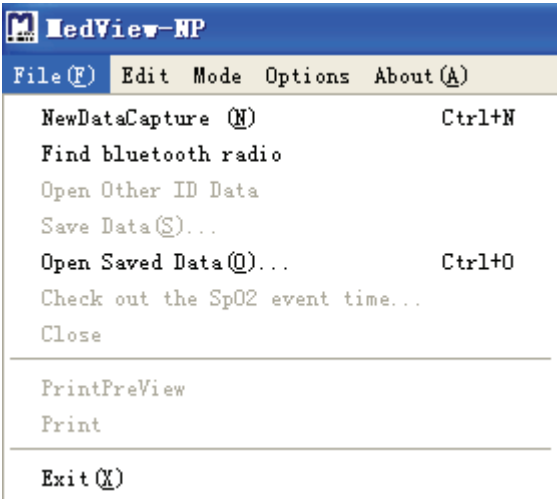 MedView-NP
File(F) Edit Mode Options About(A)
NewDataCapture (N) Ctrl+N
Find bluetooth radio
Open Other ID Data
Save Data(S)...
Open Saved Data(O)... Ctrl+O
Check out the SpO2 event time...
Close
PrintPreView
Print
Exit(X)